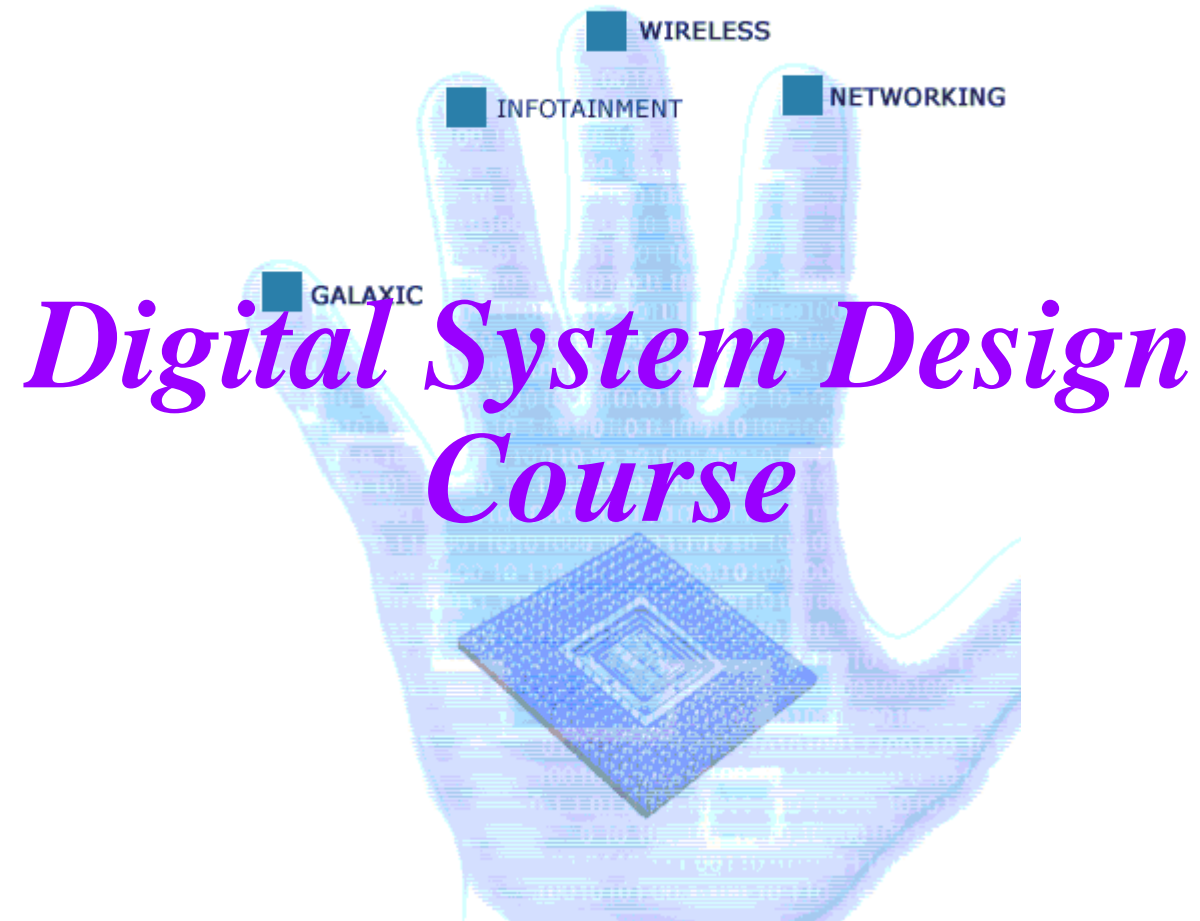 WIRELESS
INFOTAINMENT
NETWORKING
GALAXIC
Digital System Design
Course